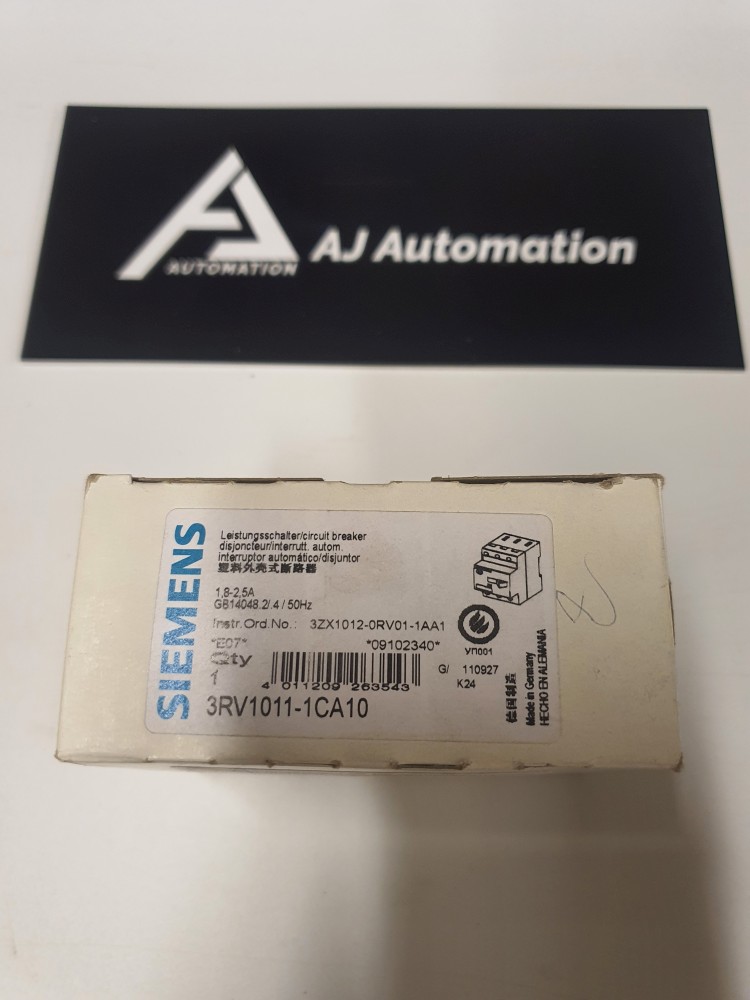 AUTOMATION
AJ Automation
SIEMENS
Leistungsschalter/circuit breaker
disjoncteur/interrutt. autom.
interruptor automático/disjuntor
塑料外壳式断路器
1,8-2,5A
GB14048.2/.4 / 50Hz
Instr.Ord.No.: 3ZX1012-0RV01-1AA1
*E07* *09102340*
Qty
1
4 011209 263543
3RV1011-1CA10
УП001
G/ 110927
K24
德国制造
Made in Germany
HECHO EN ALEMANIA